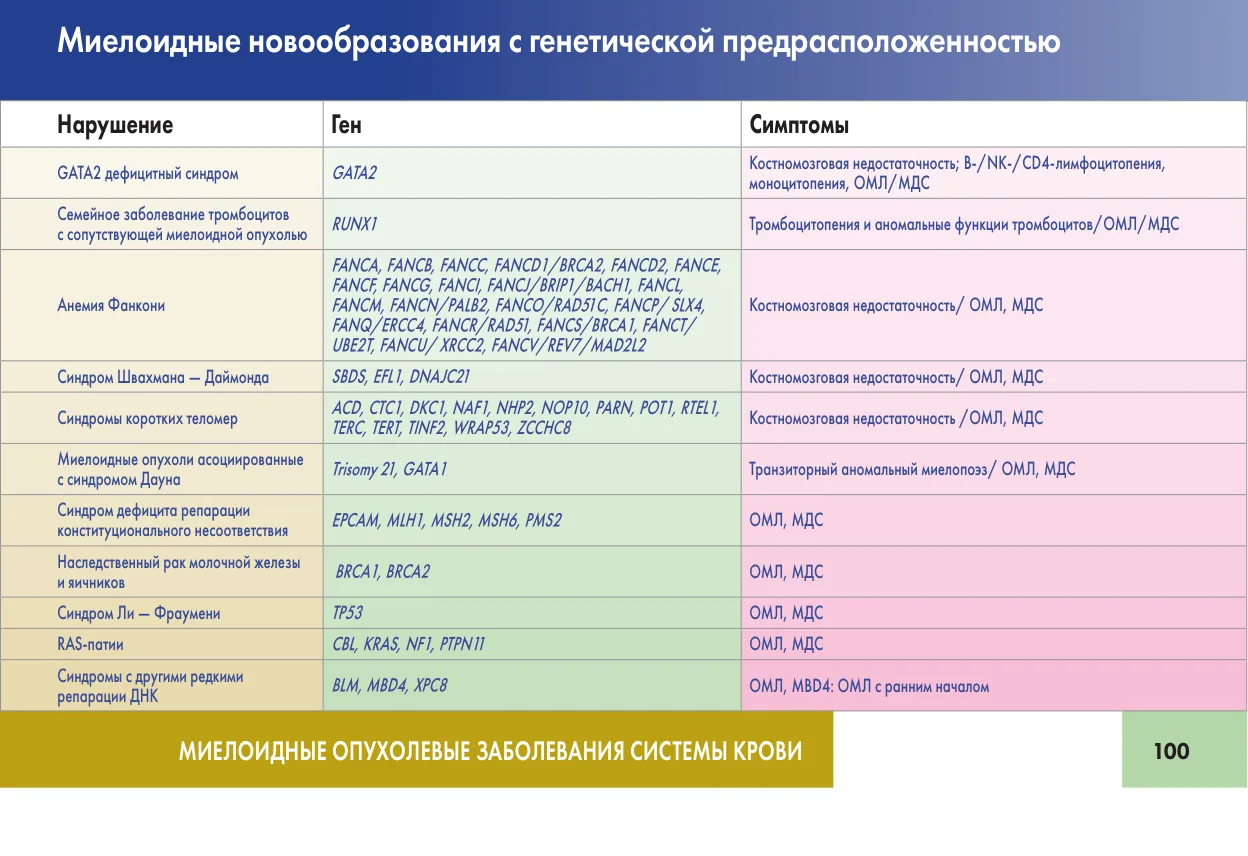 Миелоидные новообразования с генетической предрасположенностью
Нарушение
Ген
Симптомы
GATA2 дефицитный синдром
GATA2
Костномозговая недостаточность; B-/NK-/CD4-лимфоцитопения,
моноцитопения, ОМЛ/МДС
Семейное заболевание тромбоцитов
с сопутствующей миелоидной опухолью
RUNX1
Тромбоцитопения и аномальные функции тромбоцитов/ОМЛ/МДС
Анемия Фанкони
FANCA, FANCB, FANCC, FANCD1/BRCA2, FANCD2, FANCE,
FANCF, FANCG, FANCI, FANCJ/BRIP1/BACH1, FANCL,
FANCM, FANCN/PALB2, FANCO/RAD51C, FANCP/ SLX4,
FANQ/ERCC4, FANCR/RAD51, FANCS/BRCA1, FANCT/
UBE2T, FANCU/ XRCC2, FANCV/REV7/MAD2L2
Костномозговая недостаточность/ ОМЛ, МДС
Синдром Швахмана — Даймонда
SBDS, EFL1, DNAJC21
Костномозговая недостаточность/ ОМЛ, МДС
Синдромы коротких теломер
ACD, CTC1, DKC1, NAF1, NHP2, NOP10, PARN, POT1, RTEL1,
TERC, TERT, TINF2, WRAP53, ZCCHC8
Костномозговая недостаточность /ОМЛ, МДС
Миелоидные опухоли асоциированные
с синдромом Дауна
Trisomy 21, GATA1
Транзиторный аномальный миелопоэз/ ОМЛ, МДС
Синдром дефицита репарации
конституционального несоответствия
EPCAM, MLH1, MSH2, MSH6, PMS2
ОМЛ, МДС
Наследственный рак молочной железы
и яичников
BRCA1, BRCA2
ОМЛ, МДС
Синдром Ли — Фраумени
TP53
ОМЛ, МДС
RAS-патии
CBL, KRAS, NF1, PTPN11
ОМЛ, МДС
Синдромы с другими редкими
репарации ДНК
BLM, MBD4, XPC8
ОМЛ, MBD4: ОМЛ с ранним началом
МИЕЛОИДНЫЕ ОПУХОЛЕВЫЕ ЗАБОЛЕВАНИЯ СИСТЕМЫ КРОВИ
100